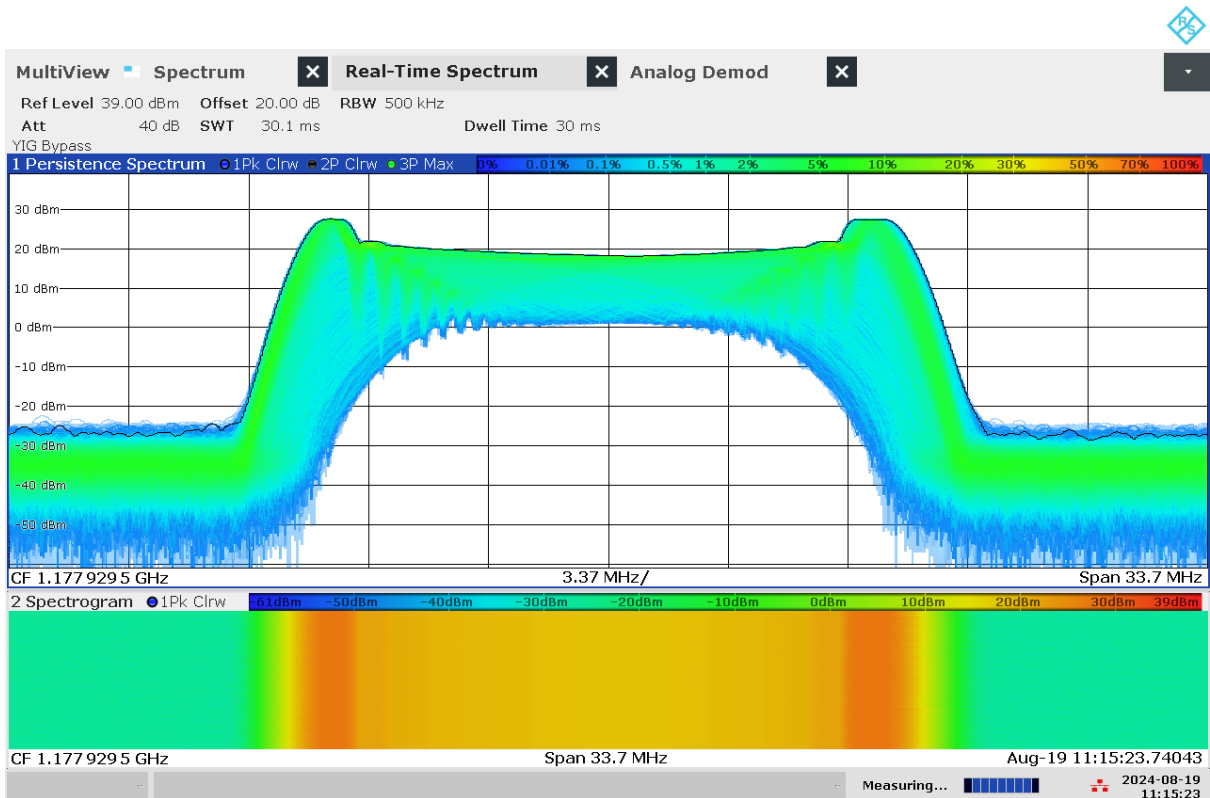 R&S
MultiView Spectrum X Real-Time Spectrum X Analog Demod X
Ref Level 39.00 dBm Offset 20.00 dB RBW 500 kHz
Att 40 dB SWT 30.1 ms Dwell Time 30 ms
YIG Bypass
1 Persistence Spectrum 1Pk Clrw 2P Clrw 3P Max 0% 0.01% 0.1% 0.5% 1% 2% 5% 10% 20% 30% 50% 70% 100%
30 dBm
20 dBm
10 dBm
0 dBm
-10 dBm
-20 dBm
-30 dBm
-40 dBm
-50 dBm
CF 1.1779295 GHz 3.37 MHz/ Span 33.7 MHz
2 Spectrogram 1Pk Clrw -61dBm -50dBm -40dBm -30dBm -20dBm -10dBm 0dBm 10dBm 20dBm 30dBm 39dBm
CF 1.1779295 GHz Span 33.7 MHz Aug-19 11:15:23.74043
Measuring... 2024-08-19
11:15:23